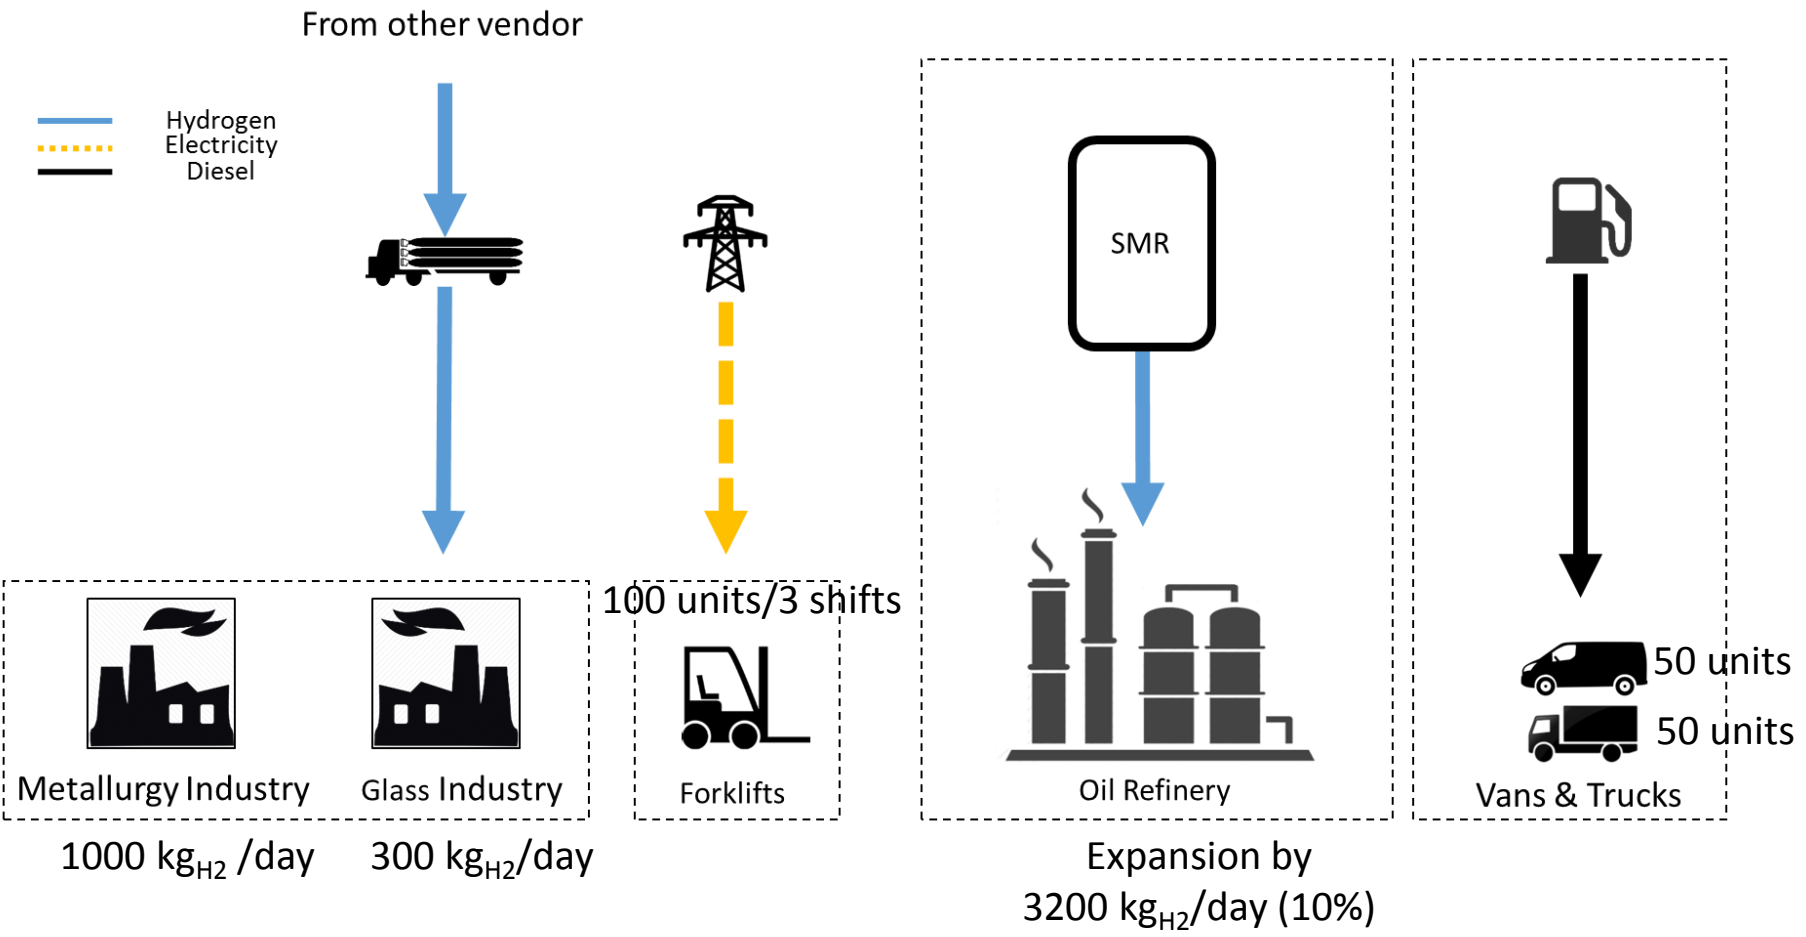 From other vendor
Hydrogen
Electricity
Diesel
SMR
100 units/3 shifts
50 units
50 units
Metallurgy Industry
Glass Industry
Forklifts
Oil Refinery
Vans & Trucks
1000 kgH2 /day
300 kgH2/day
Expansion by
3200 kgH2/day (10%)